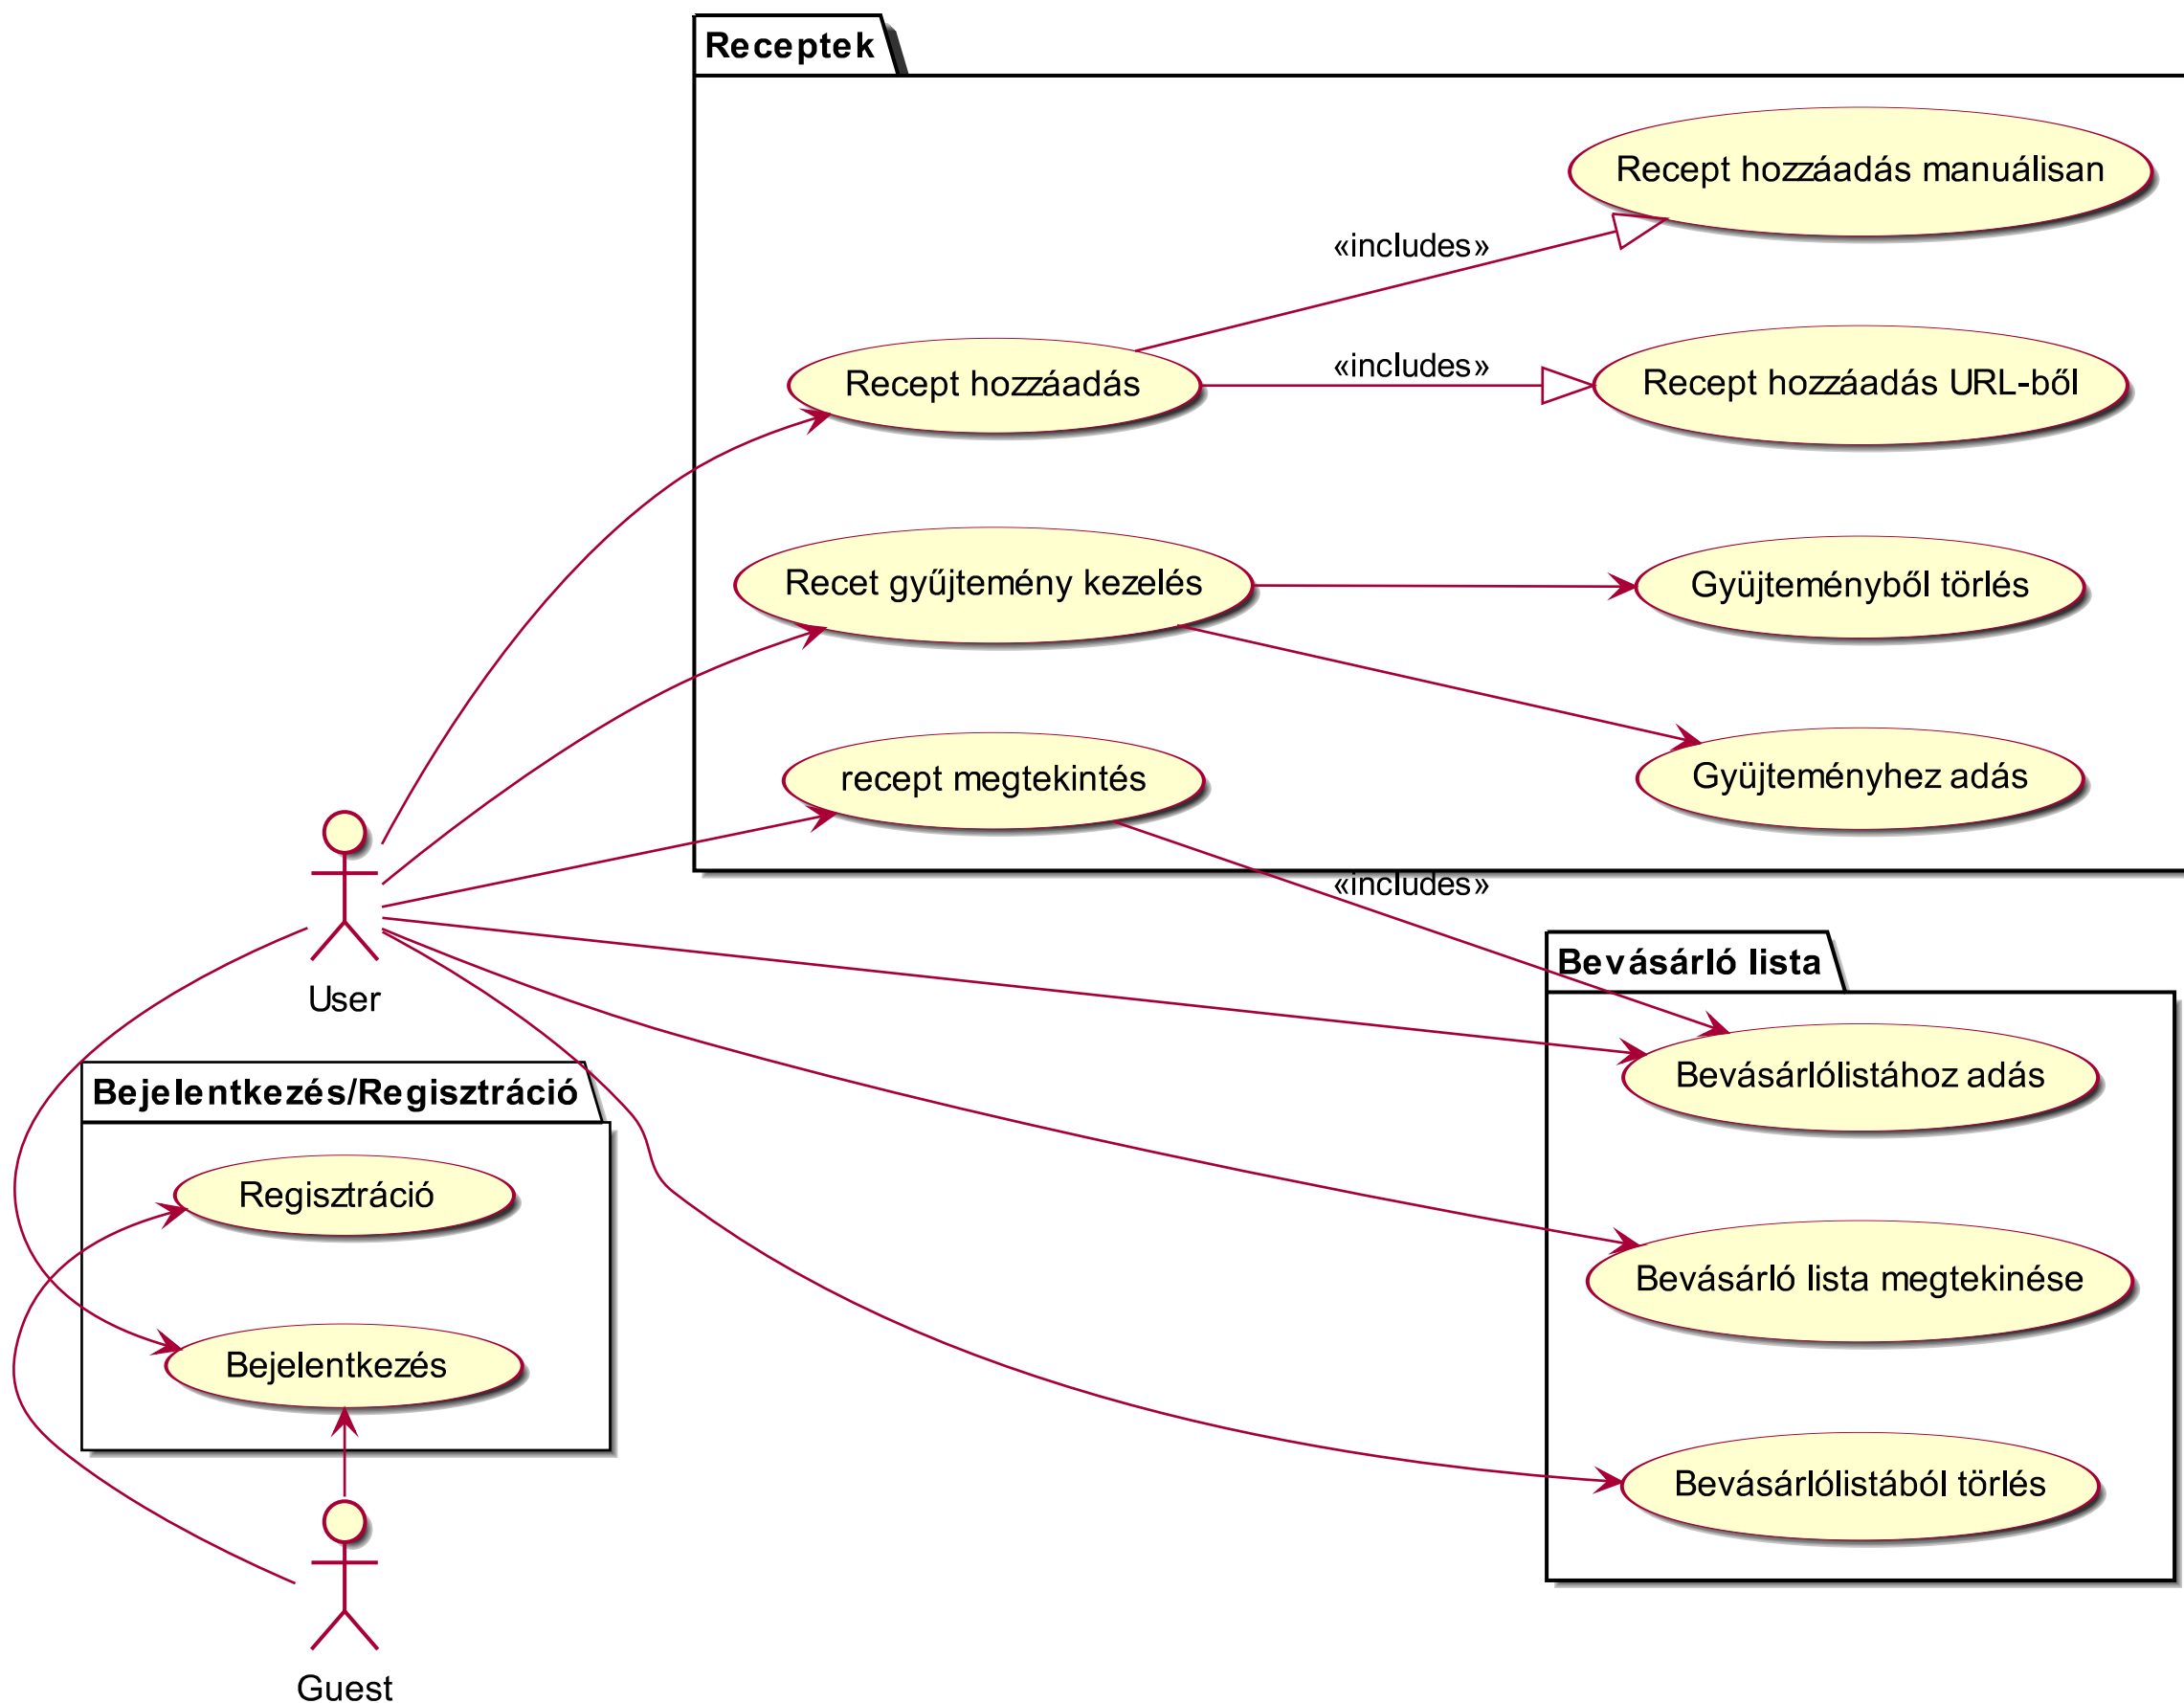 Receptek
Recept hozzáadás manuálisan
«includes»
Recept hozzáadás
«includes»
Recept hozzáadás URL-ből
Recet gyűjtemény kezelés
Gyüjteményből törlés
recept megtekintés
Gyüjteményhez adás
«includes»
Bevásárló lista
User
Bevásárlólistához adás
Bejelentkezés/Regisztráció
Regisztráció
Bevásárló lista megtekinése
Bejelentkezés
Bevásárlólistából törlés
Guest